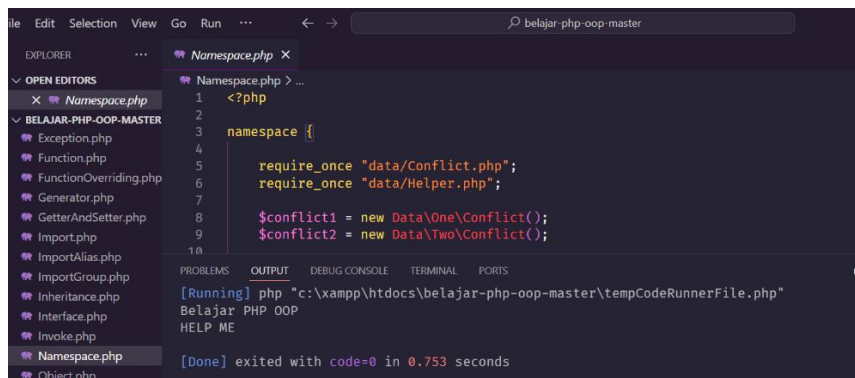 ile Edit Selection View Go Run ··· ← → belajar-php-oop-master
EXPLORER ···
OPEN EDITORS
Namespace.php
BELAJAR-PHP-OOP-MASTER
Exception.php
Function.php
FunctionOverriding.php
Generator.php
GetterAndSetter.php
Import.php
ImportAlias.php
ImportGroup.php
Inheritance.php
Interface.php
Invoke.php
Namespace.php
Object.php
Namespace.php ×
Namespace.php > ...
1 <?php
2
3 namespace {
4
5 require_once "data/Conflict.php";
6 require_once "data/Helper.php";
7
8 $conflict1 = new Data\One\Conflict();
9 $conflict2 = new Data\Two\Conflict();
10
PROBLEMS OUTPUT DEBUG CONSOLE TERMINAL PORTS
[Running] php "c:\xampp\htdocs\belajar-php-oop-master\tempCodeRunnerFile.php"
Belajar PHP OOP
HELP ME
[Done] exited with code=0 in 0.753 seconds